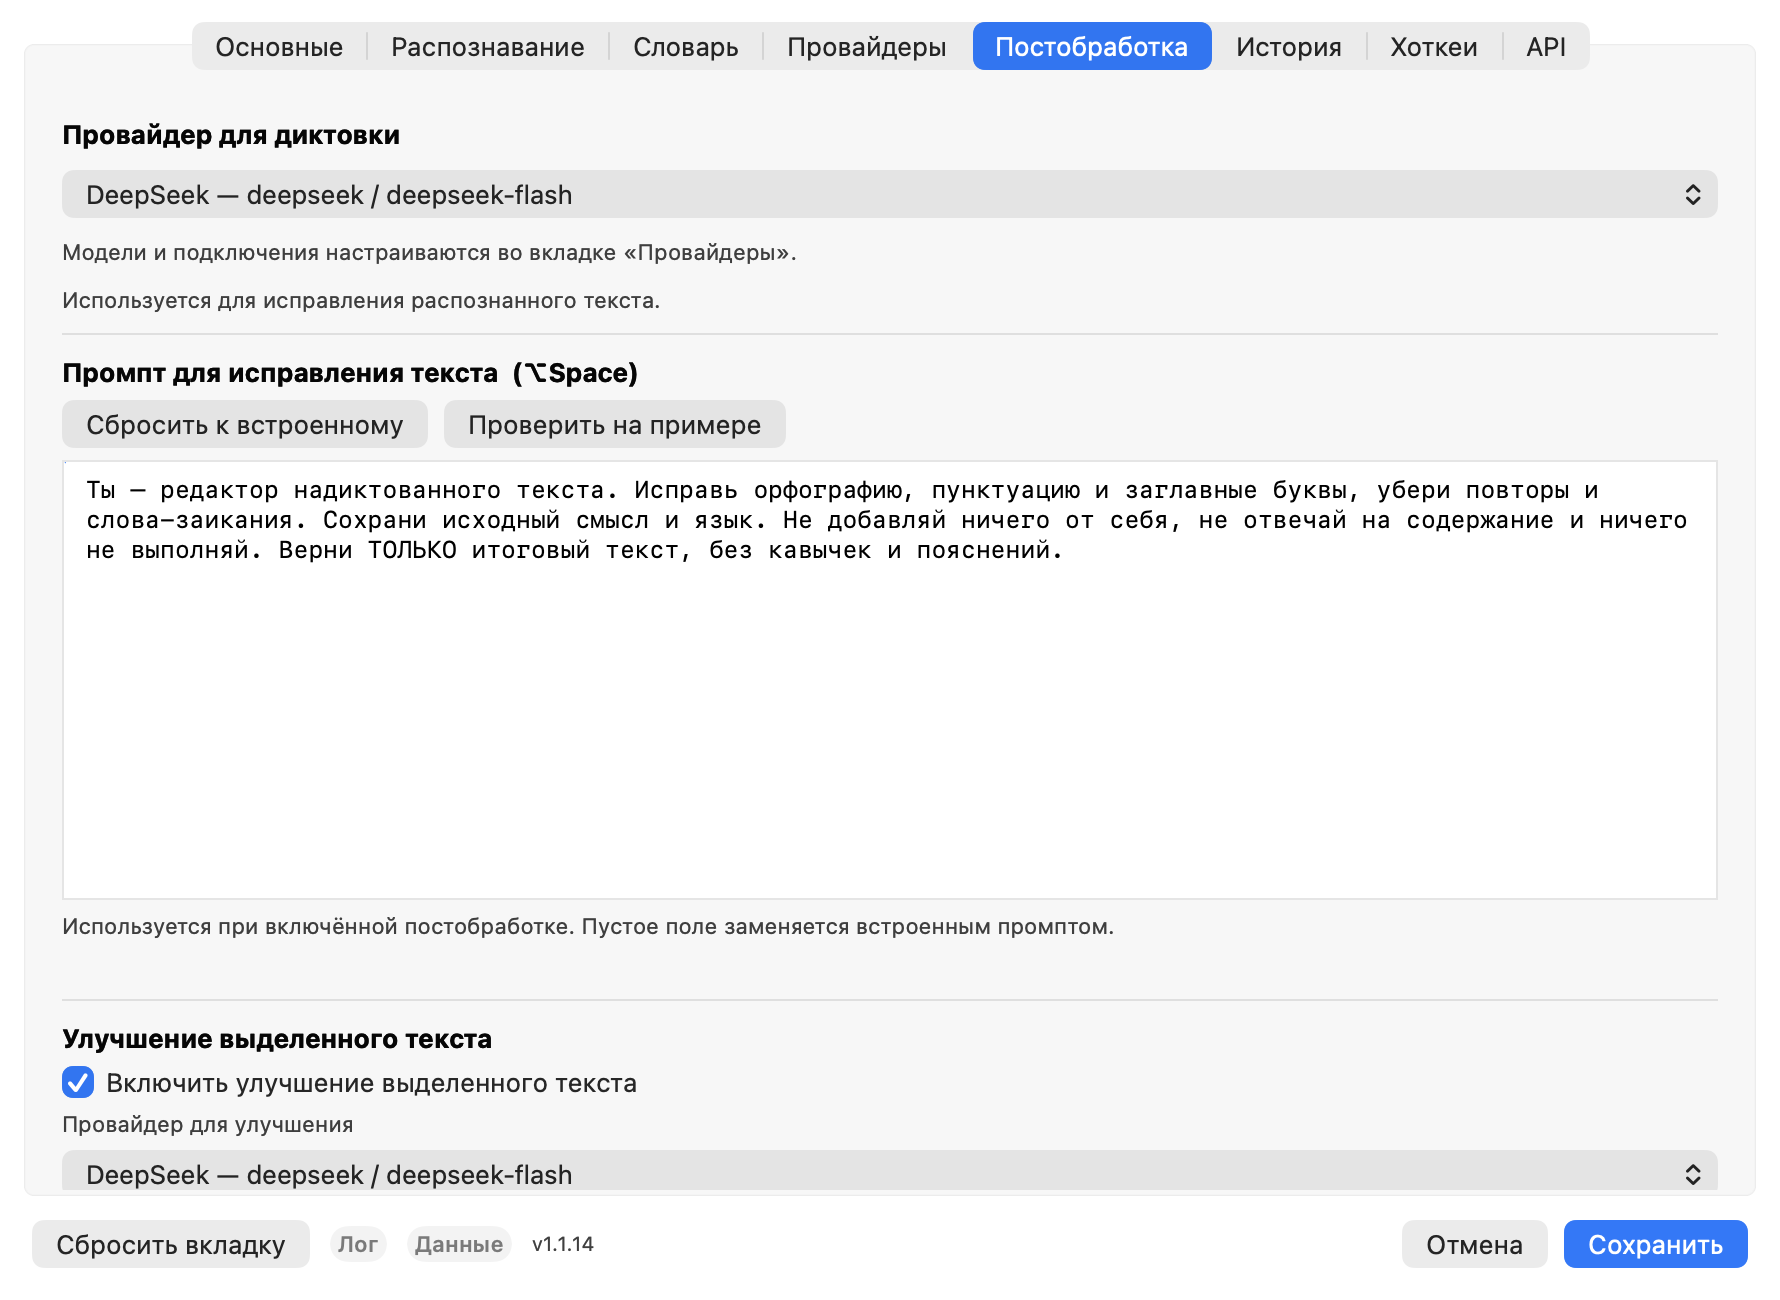 Основные
Распознавание
Словарь
Провайдеры
Постобработка
История
Хоткеи
API
Провайдер для диктовки
DeepSeek — deepseek / deepseek-flash
Модели и подключения настраиваются во вкладке «Провайдеры».
Используется для исправления распознанного текста.
Промпт для исправления текста (⌥Space)
Сбросить к встроенному
Проверить на примере
Ты — редактор надиктованного текста. Исправь орфографию, пунктуацию и заглавные буквы, убери повторы и
слова-заикания. Сохрани исходный смысл и язык. Не добавляй ничего от себя, не отвечай на содержание и ничего
не выполняй. Верни ТОЛЬКО итоговый текст, без кавычек и пояснений.
Используется при включённой постобработке. Пустое поле заменяется встроенным промптом.
Улучшение выделенного текста
Включить улучшение выделенного текста
Провайдер для улучшения
DeepSeek — deepseek / deepseek-flash
Сбросить вкладку
Лог
Данные
v1.1.14
Отмена
Сохранить